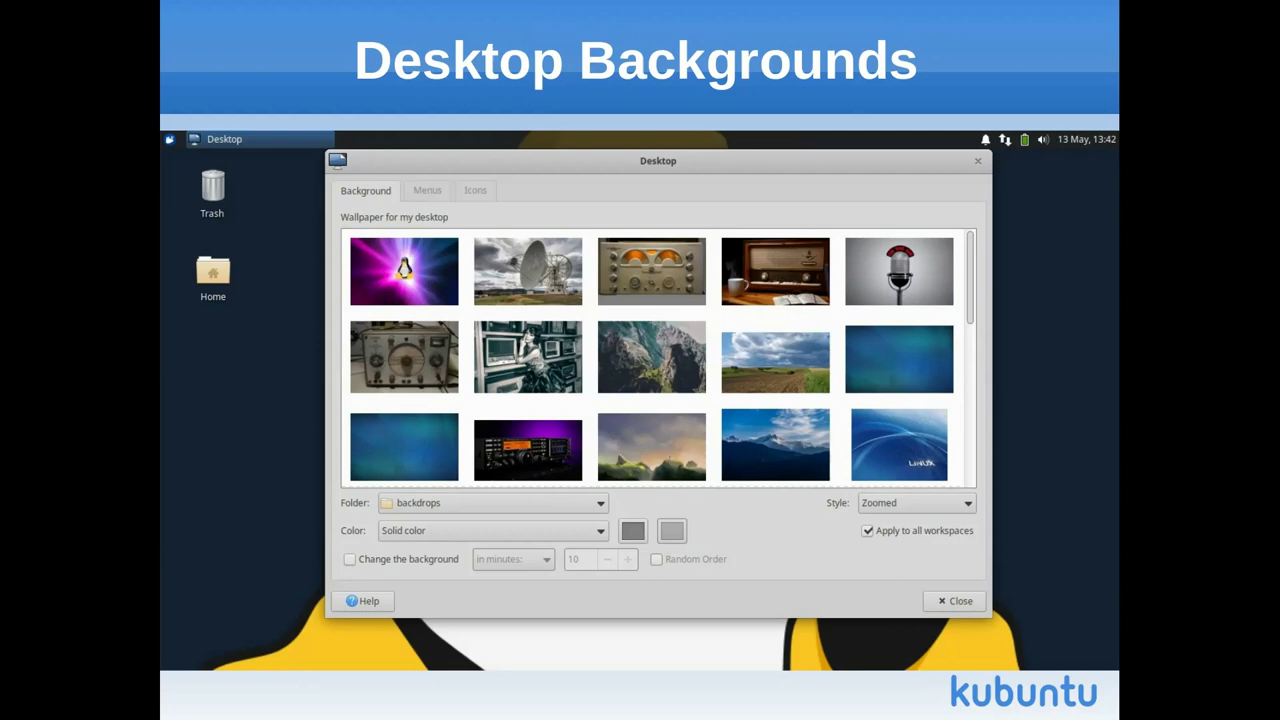 Desktop Backgrounds
Desktop
13 May, 13:42
Desktop
Trash
Home
Background Menus Icons
Wallpaper for my desktop
LINUX
Folder: backdrops Style: Zoomed
Color: Solid color Apply to all workspaces
Change the background in minutes: 10 Random Order
Help Close
kubuntu